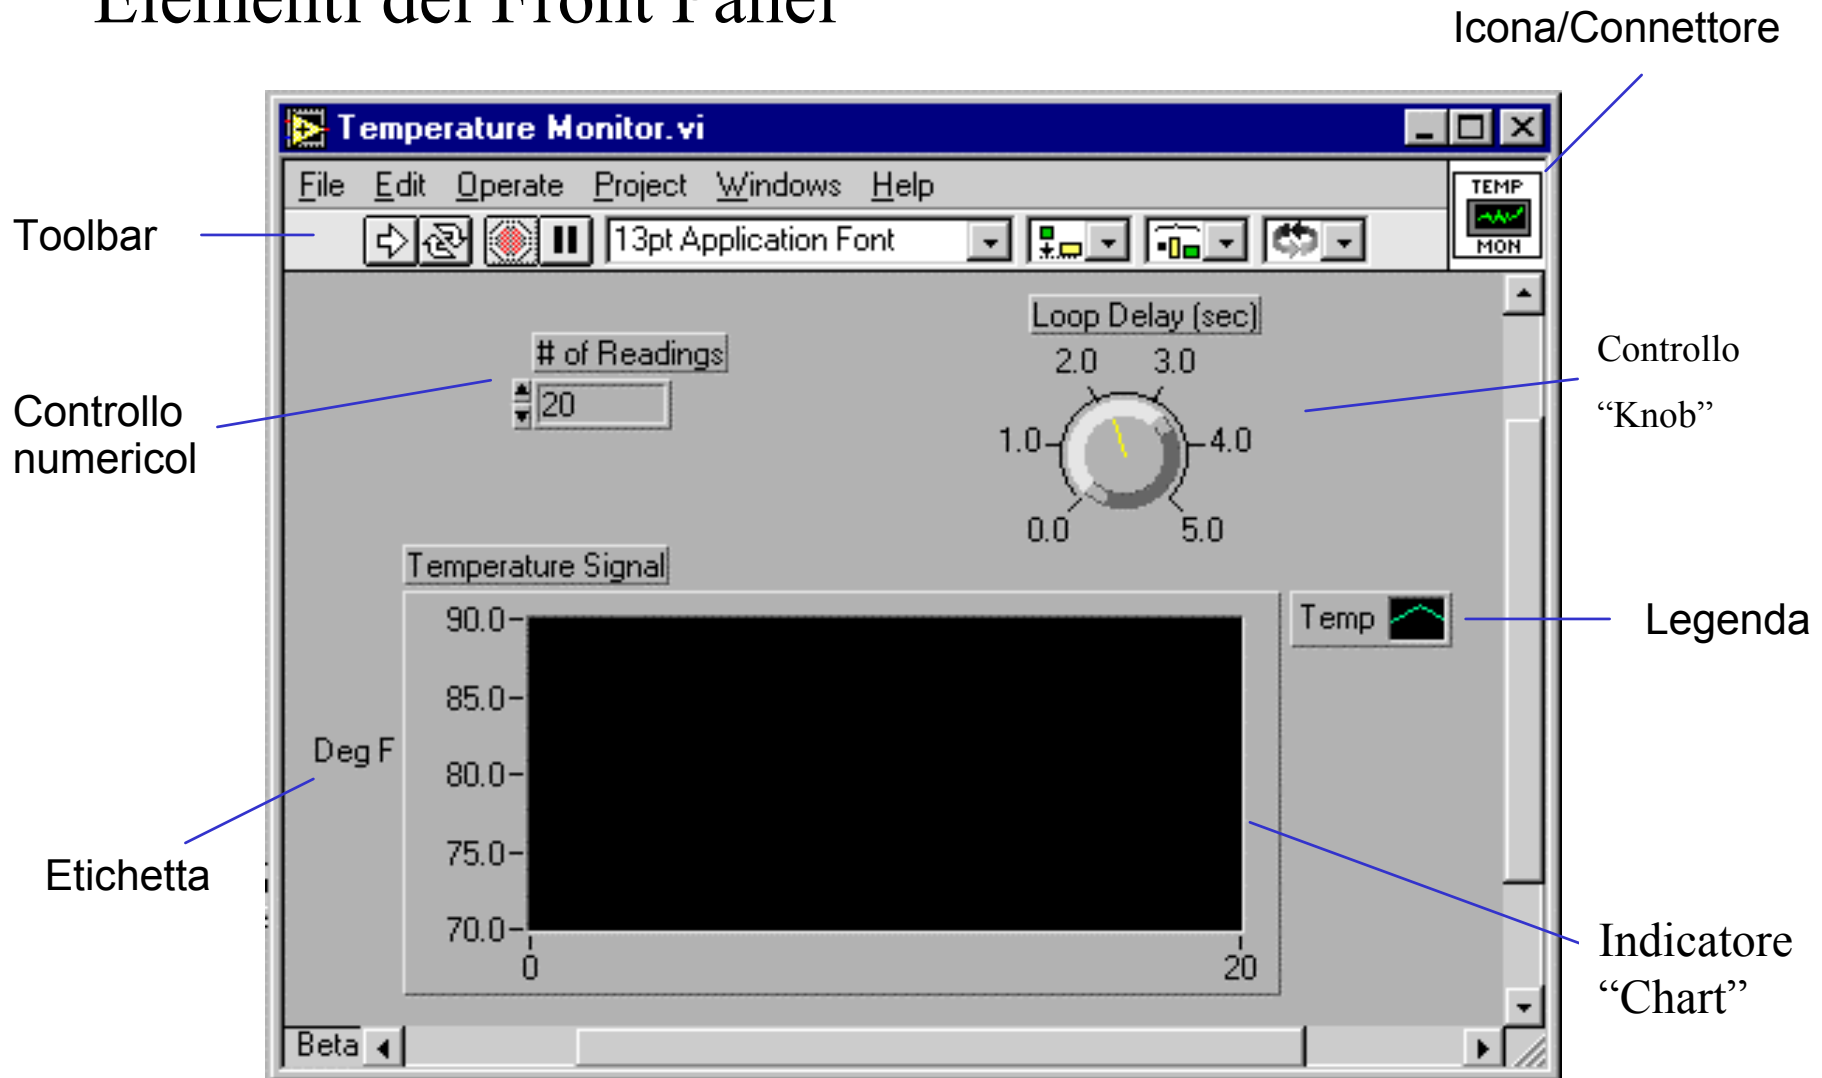 Elementi del Front Panel
Icona/Connettore
Temperature Monitor.vi
File Edit Operate Project Windows Help
TEMP
MON
Toolbar
13pt Application Font
Loop Delay (sec)
# of Readings
20
2.0 3.0
1.0 4.0
0.0 5.0
Controllo
“Knob”
Controllo
numericol
Temperature Signal
90.0
85.0
80.0
75.0
70.0
0 20
Deg F
Temp
Legenda
Etichetta
Indicatore
“Chart”
Beta